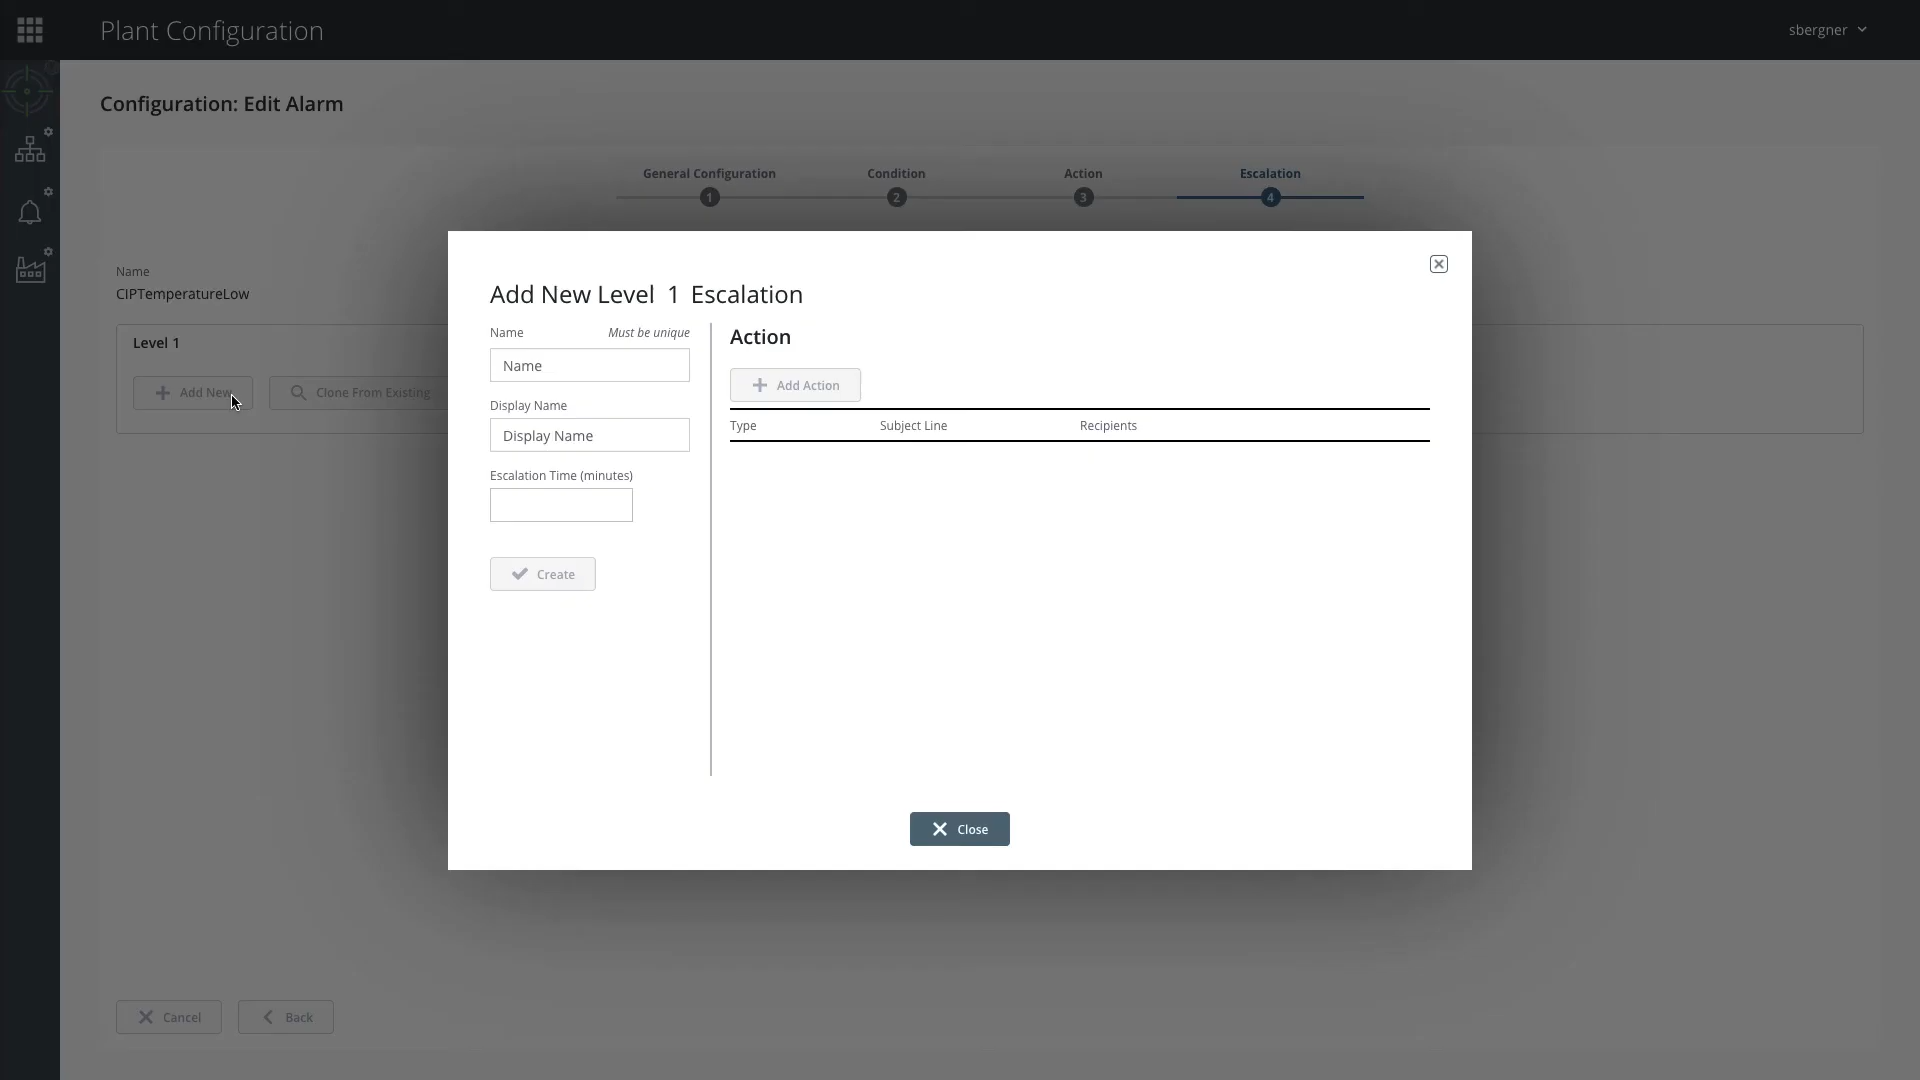 Plant Configuration
sbergner
Configuration: Edit Alarm
General Configuration
Condition
Action
Escalation
1
2
3
4
Name
CIPTemperatureLow
Level 1
Add New
Clone From Existing
Add New Level 1 Escalation
Name
Must be unique
Name
Display Name
Display Name
Escalation Time (minutes)
Create
Action
Add Action
Type
Subject Line
Recipients
Close
Cancel
Back